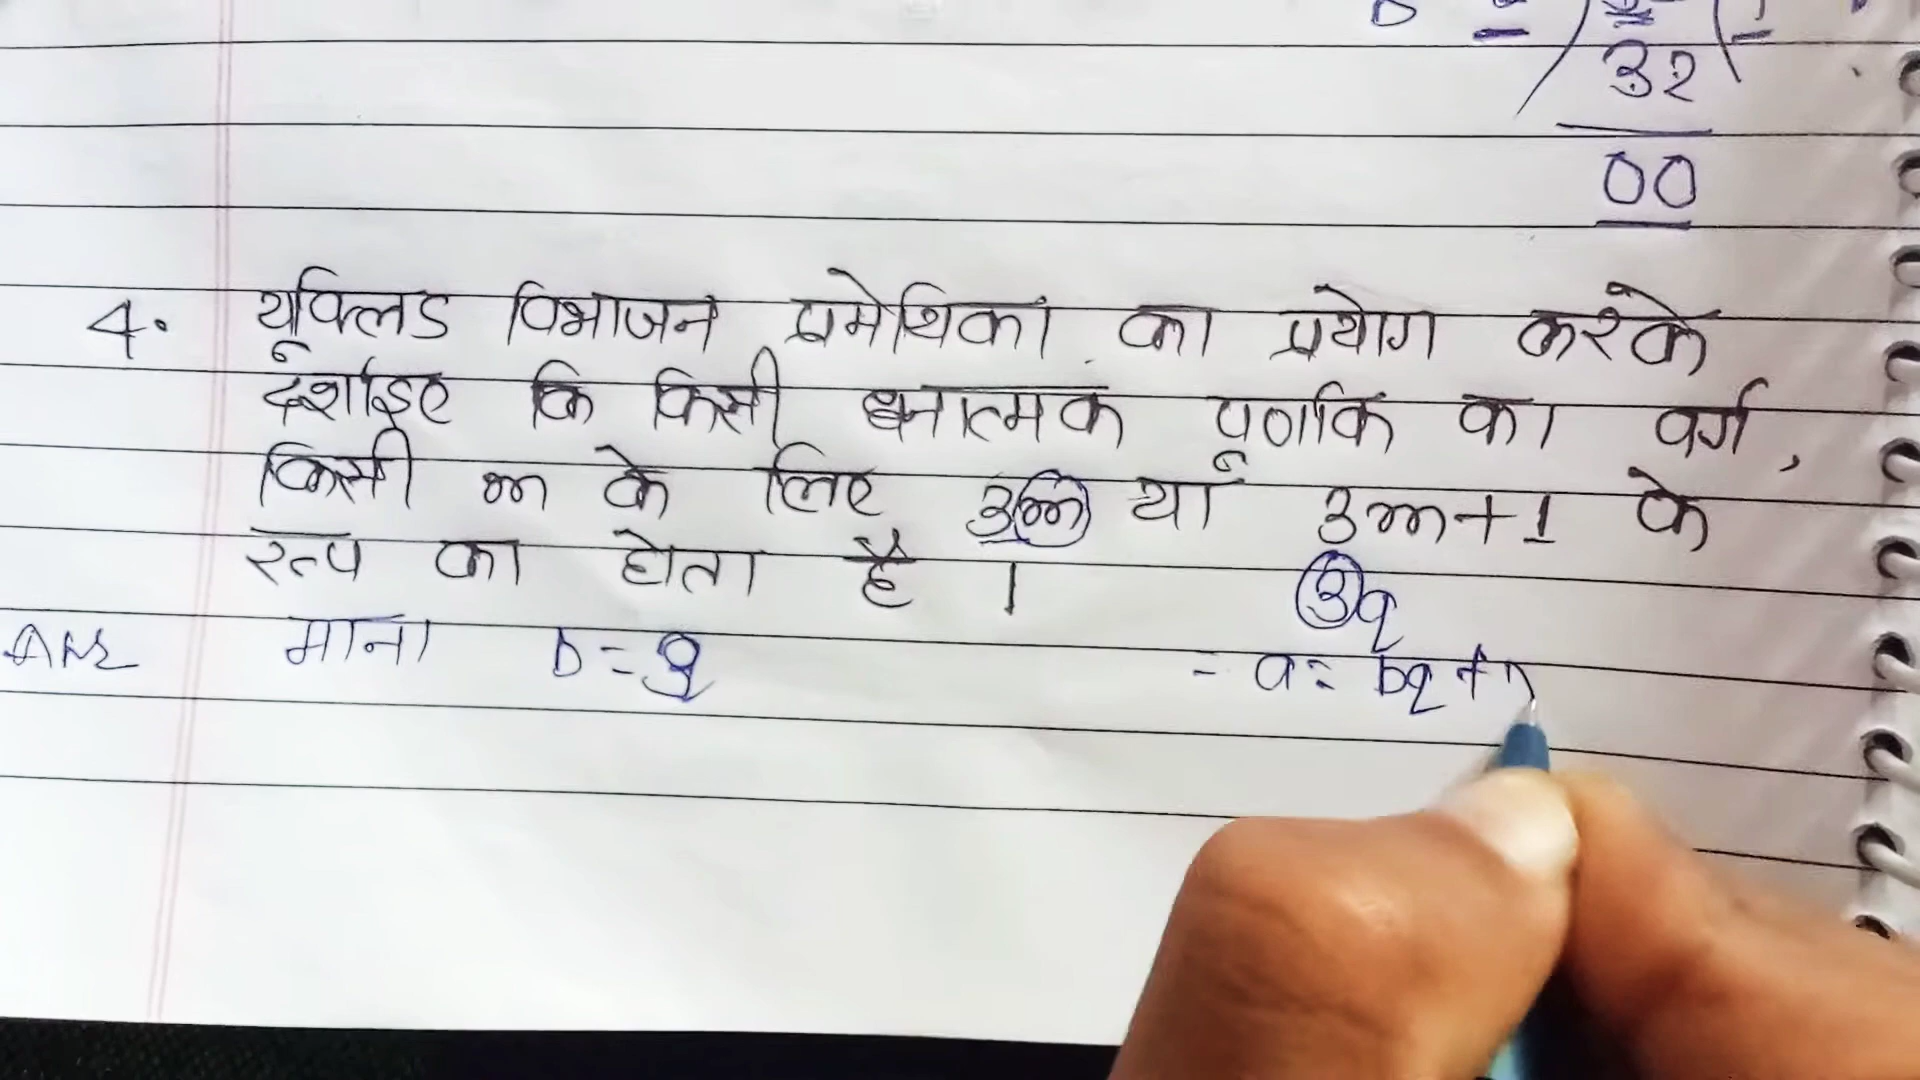 32
00
4. यूक्लिड विभाजन प्रमेयिका का प्रयोग करके
दर्शाइए कि किसी धनात्मक पूर्णांक का वर्ग,
किसी m के लिए 3m या 3m+1 के
रूप का होता है ।
3q
Ans माना b=3
= a= bq+